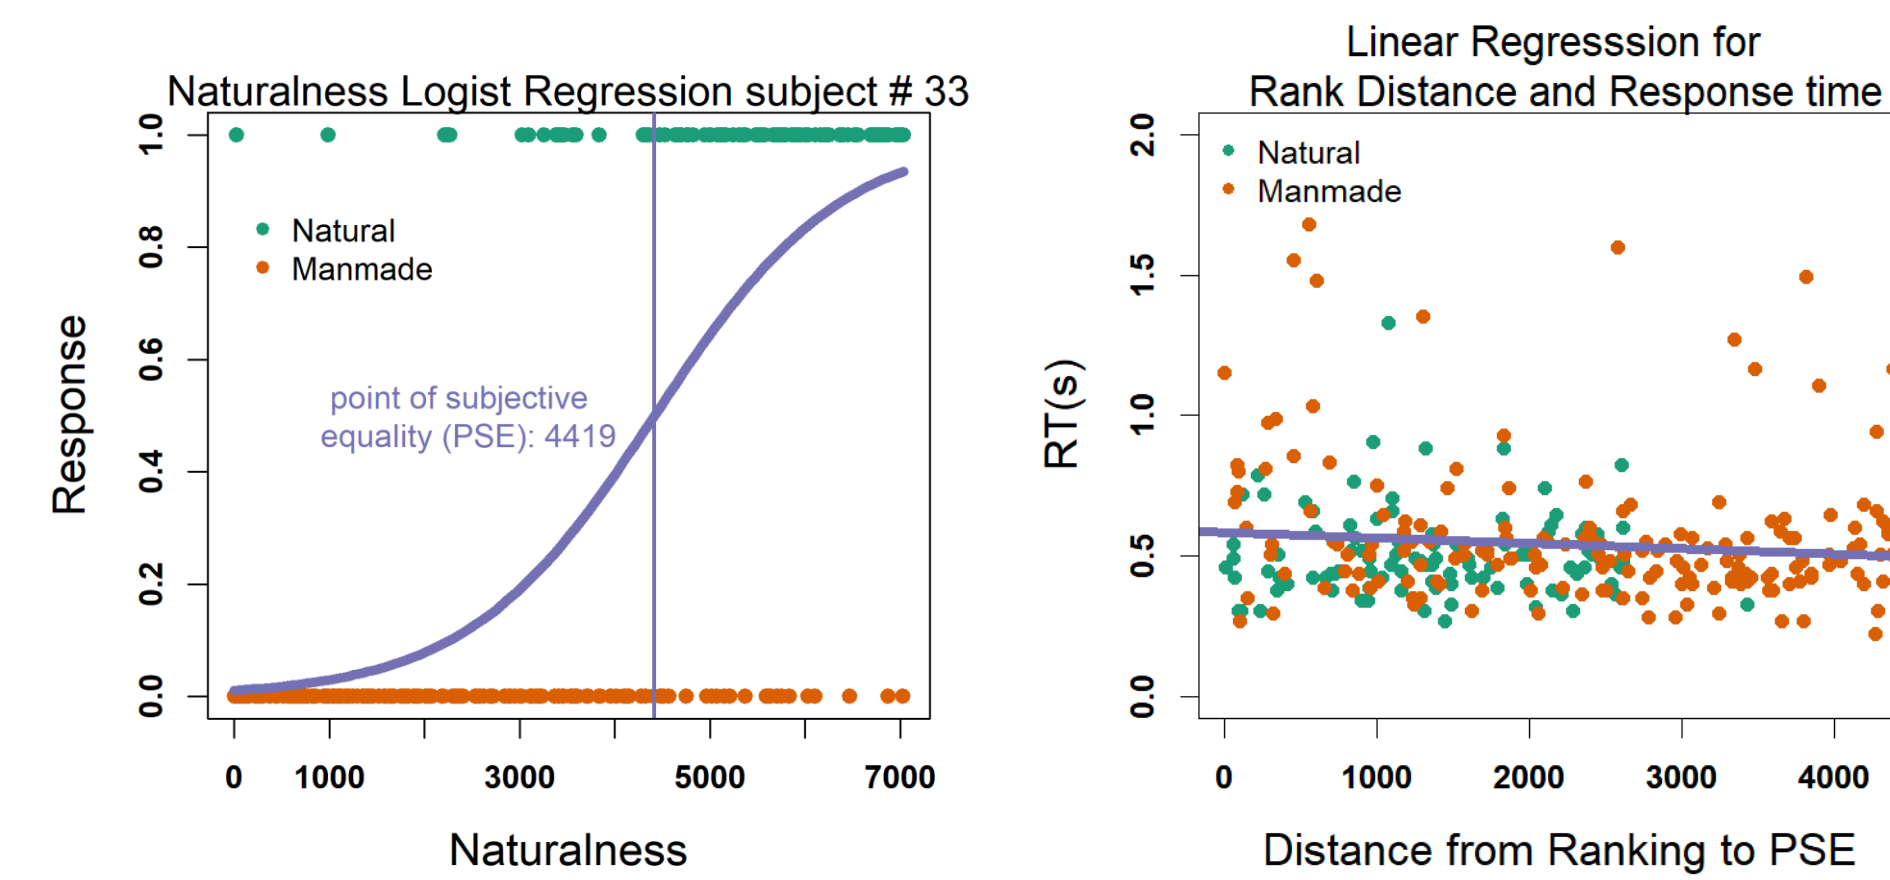 Naturalness Logist Regression subject # 33
1.0
0.8
0.6
0.4
0.2
0.0
Response
Natural
Manmade
point of subjective
equality (PSE): 4419
0 1000 3000 5000 7000
Naturalness
Linear Regresssion for
Rank Distance and Response time
2.0
1.5
1.0
0.5
0.0
RT(s)
Natural
Manmade
0 1000 2000 3000 4000
Distance from Ranking to PSE